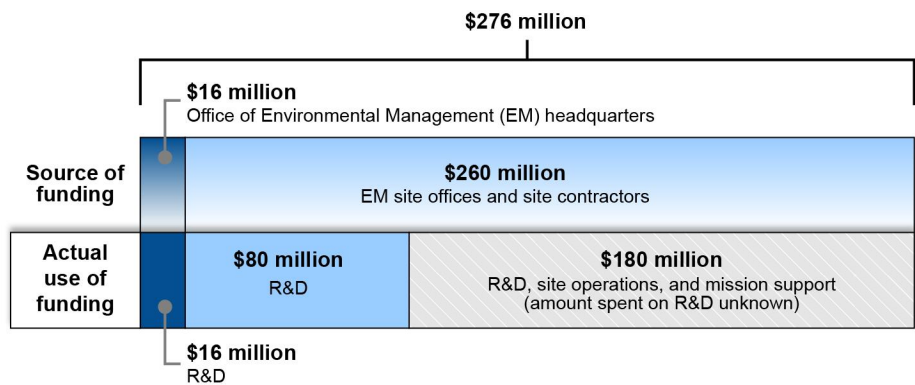 $276 million
$16 million
Office of Environmental Management (EM) headquarters
Source of
funding
$260 million
EM site offices and site contractors
Actual
use of
funding
$80 million
R&D
$180 million
R&D, site operations, and mission support
(amount spent on R&D unknown)
$16 million
R&D